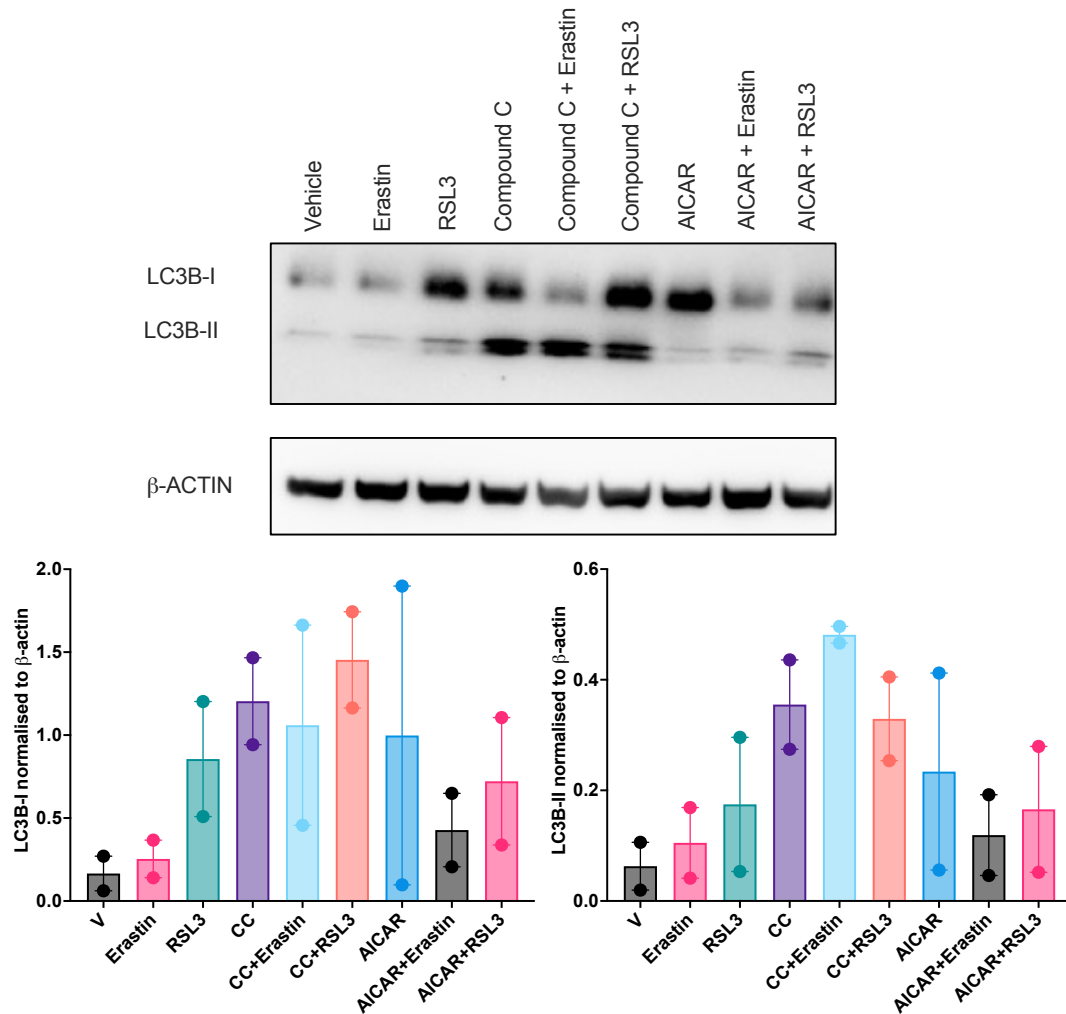 Vehicle
Erastin
RSL3
Compound C
Compound C + Erastin
Compound C + RSL3
AICAR
AICAR + Erastin
AICAR + RSL3
LC3B-I
LC3B-II
β-ACTIN
LC3B-I normalised to β-actin
2.0
1.5
1.0
0.5
0.0
V
Erastin
RSL3
CC
CC+Erastin
CC+RSL3
AICAR
AICAR+Erastin
AICAR+RSL3
LC3B-II normalised to β-actin
0.6
0.4
0.2
0.0
V
Erastin
RSL3
CC
CC+Erastin
CC+RSL3
AICAR
AICAR+Erastin
AICAR+RSL3